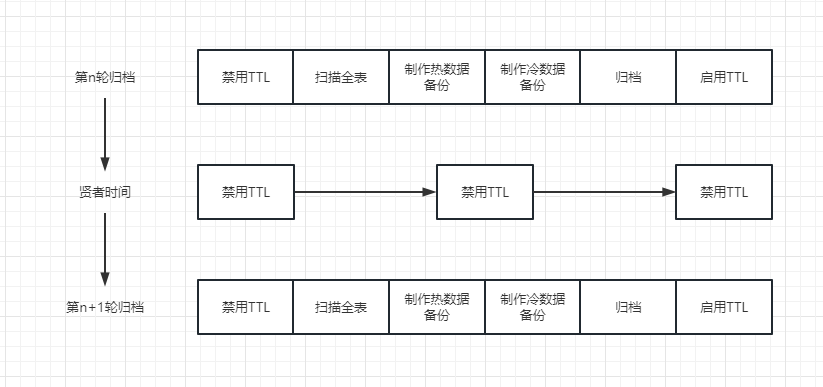 第n轮归档
禁用TTL
扫描全表
制作热数据
备份
制作冷数据
备份
归档
启用TTL
贤者时间
禁用TTL
禁用TTL
禁用TTL
第n+1轮归档
禁用TTL
扫描全表
制作热数据
备份
制作冷数据
备份
归档
启用TTL